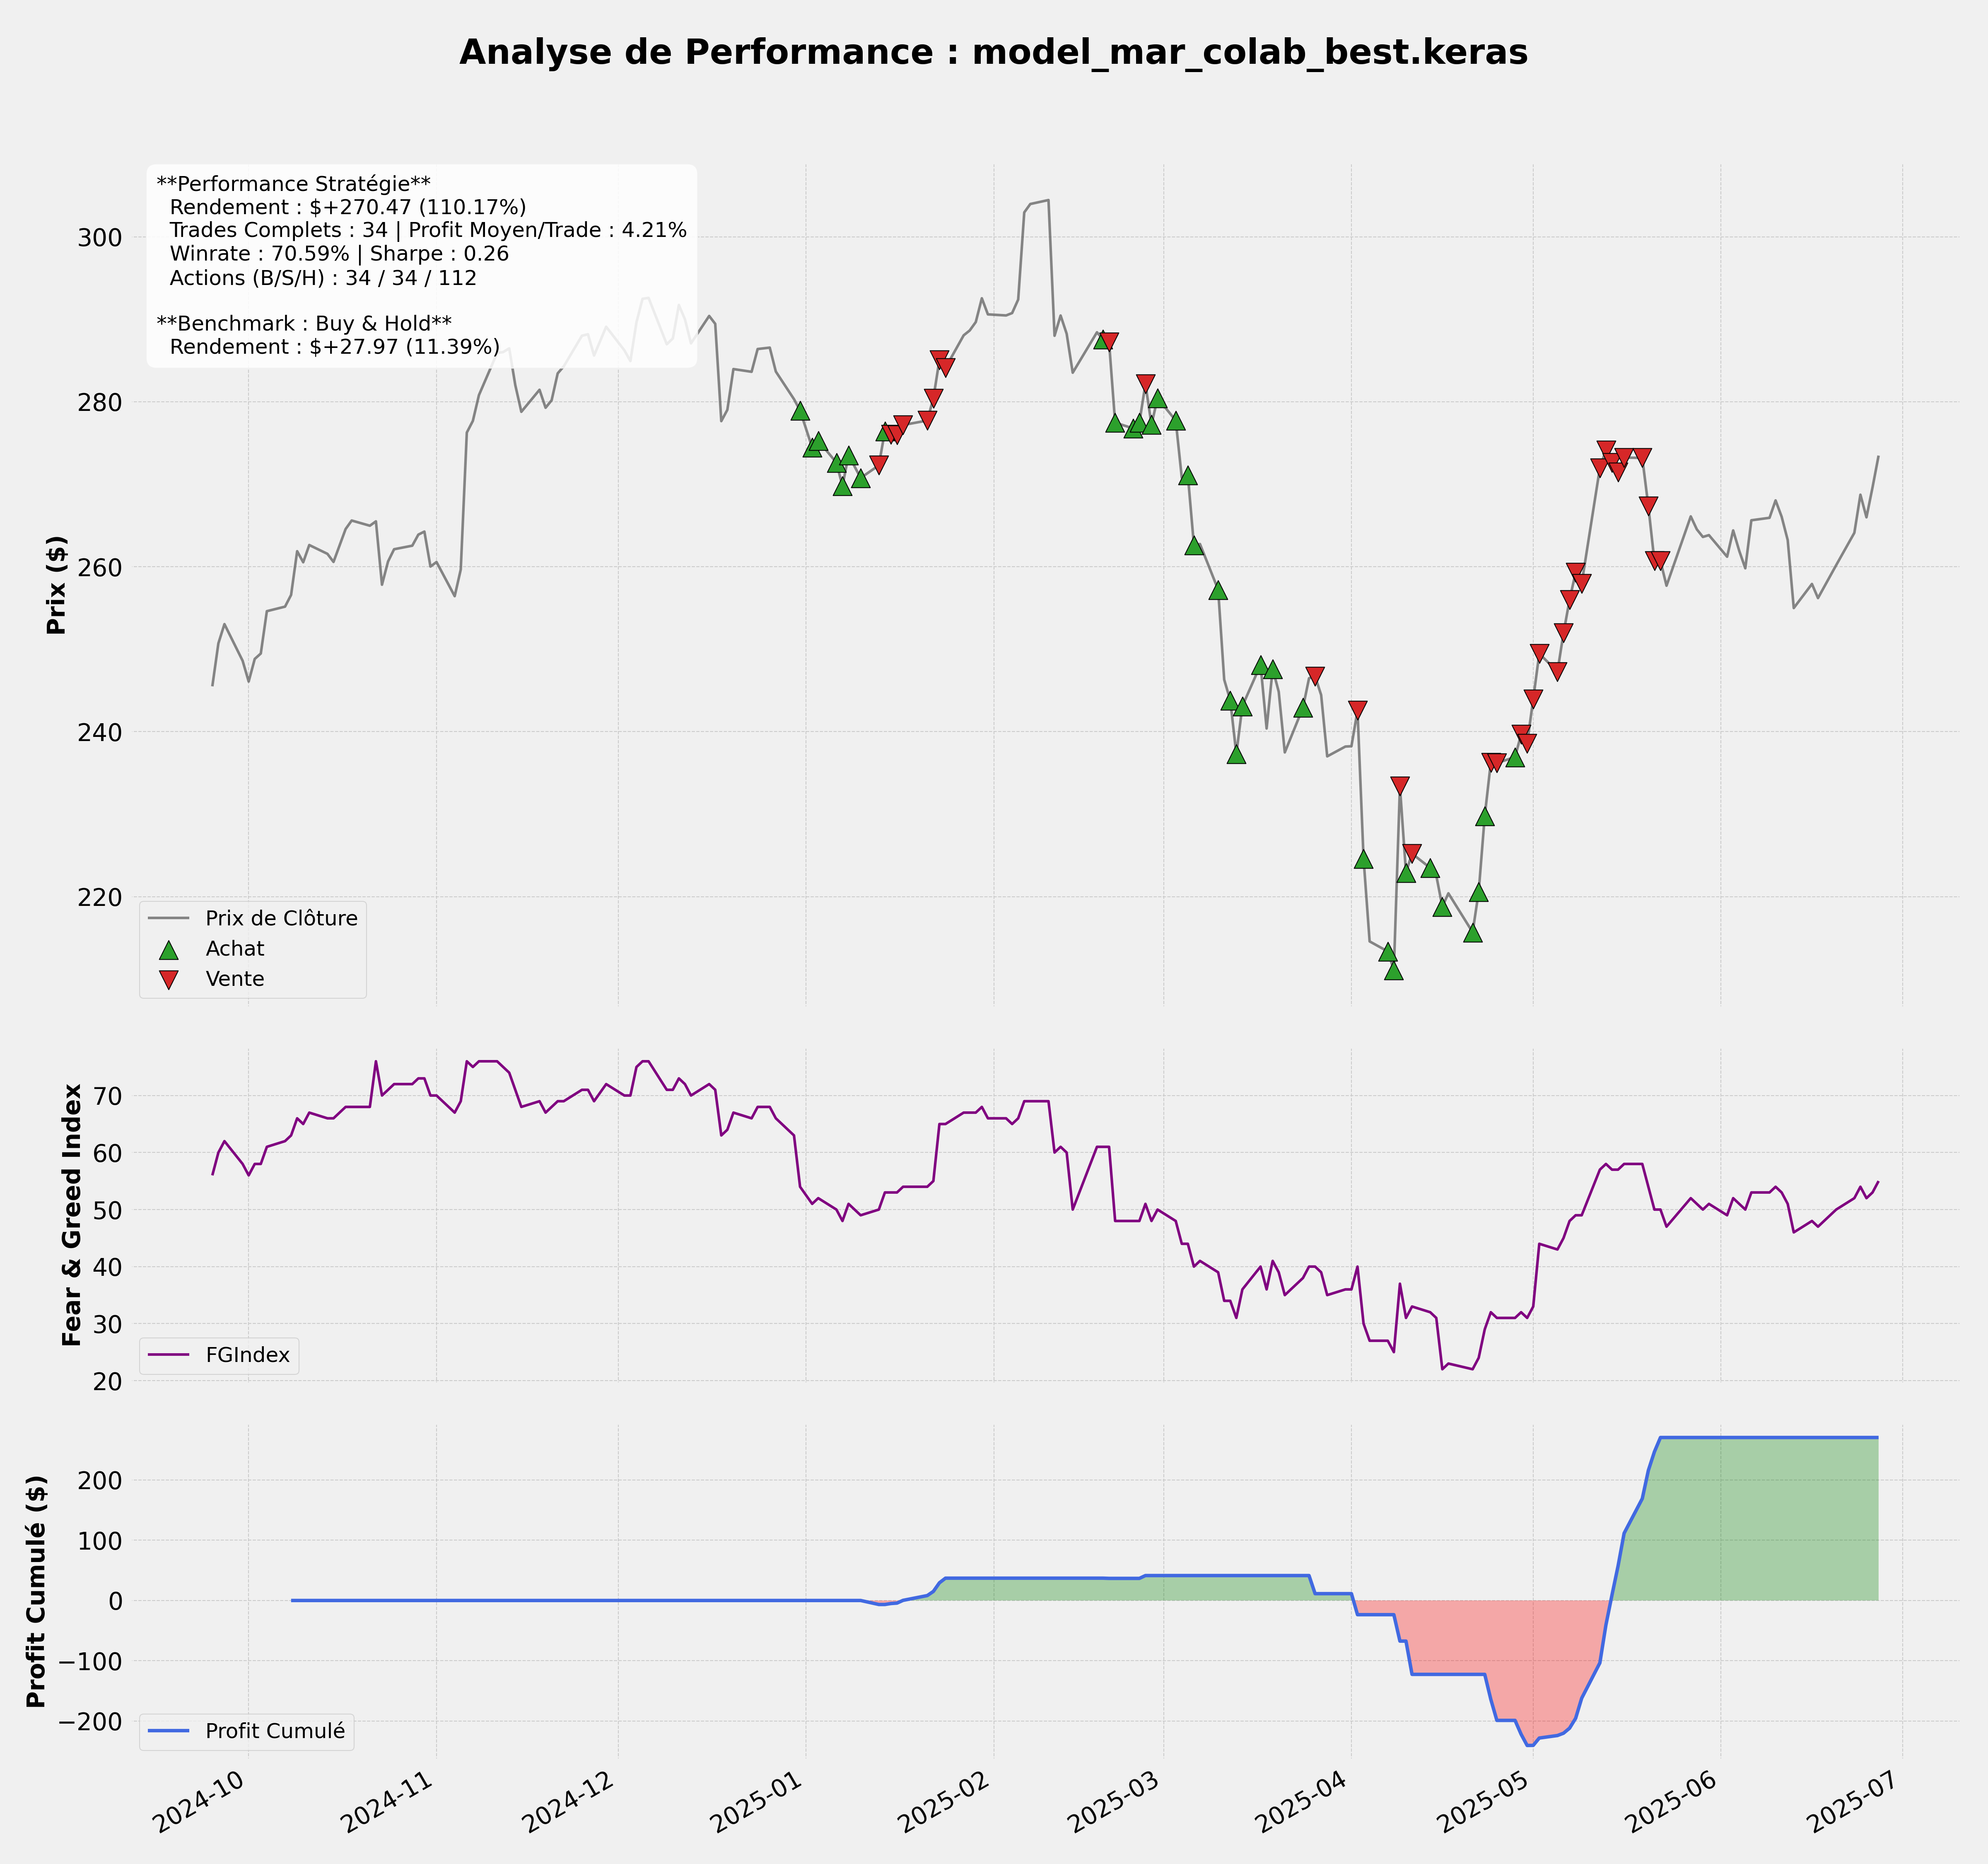 Analyse de Performance : model_mar_colab_best.keras
**Performance Stratégie**
Rendement : $+270.47 (110.17%)
Trades Complets : 34 | Profit Moyen/Trade : 4.21%
Winrate : 70.59% | Sharpe : 0.26
Actions (B/S/H) : 34 / 34 / 112
**Benchmark : Buy & Hold**
Rendement : $+27.97 (11.39%)
Prix ($)
300
280
260
240
220
Prix de Clôture
Achat
Vente
Fear & Greed Index
70
60
50
40
30
20
FGIndex
Profit Cumulé ($)
200
100
0
−100
−200
Profit Cumulé
2024-10
2024-11
2024-12
2025-01
2025-02
2025-03
2025-04
2025-05
2025-06
2025-07